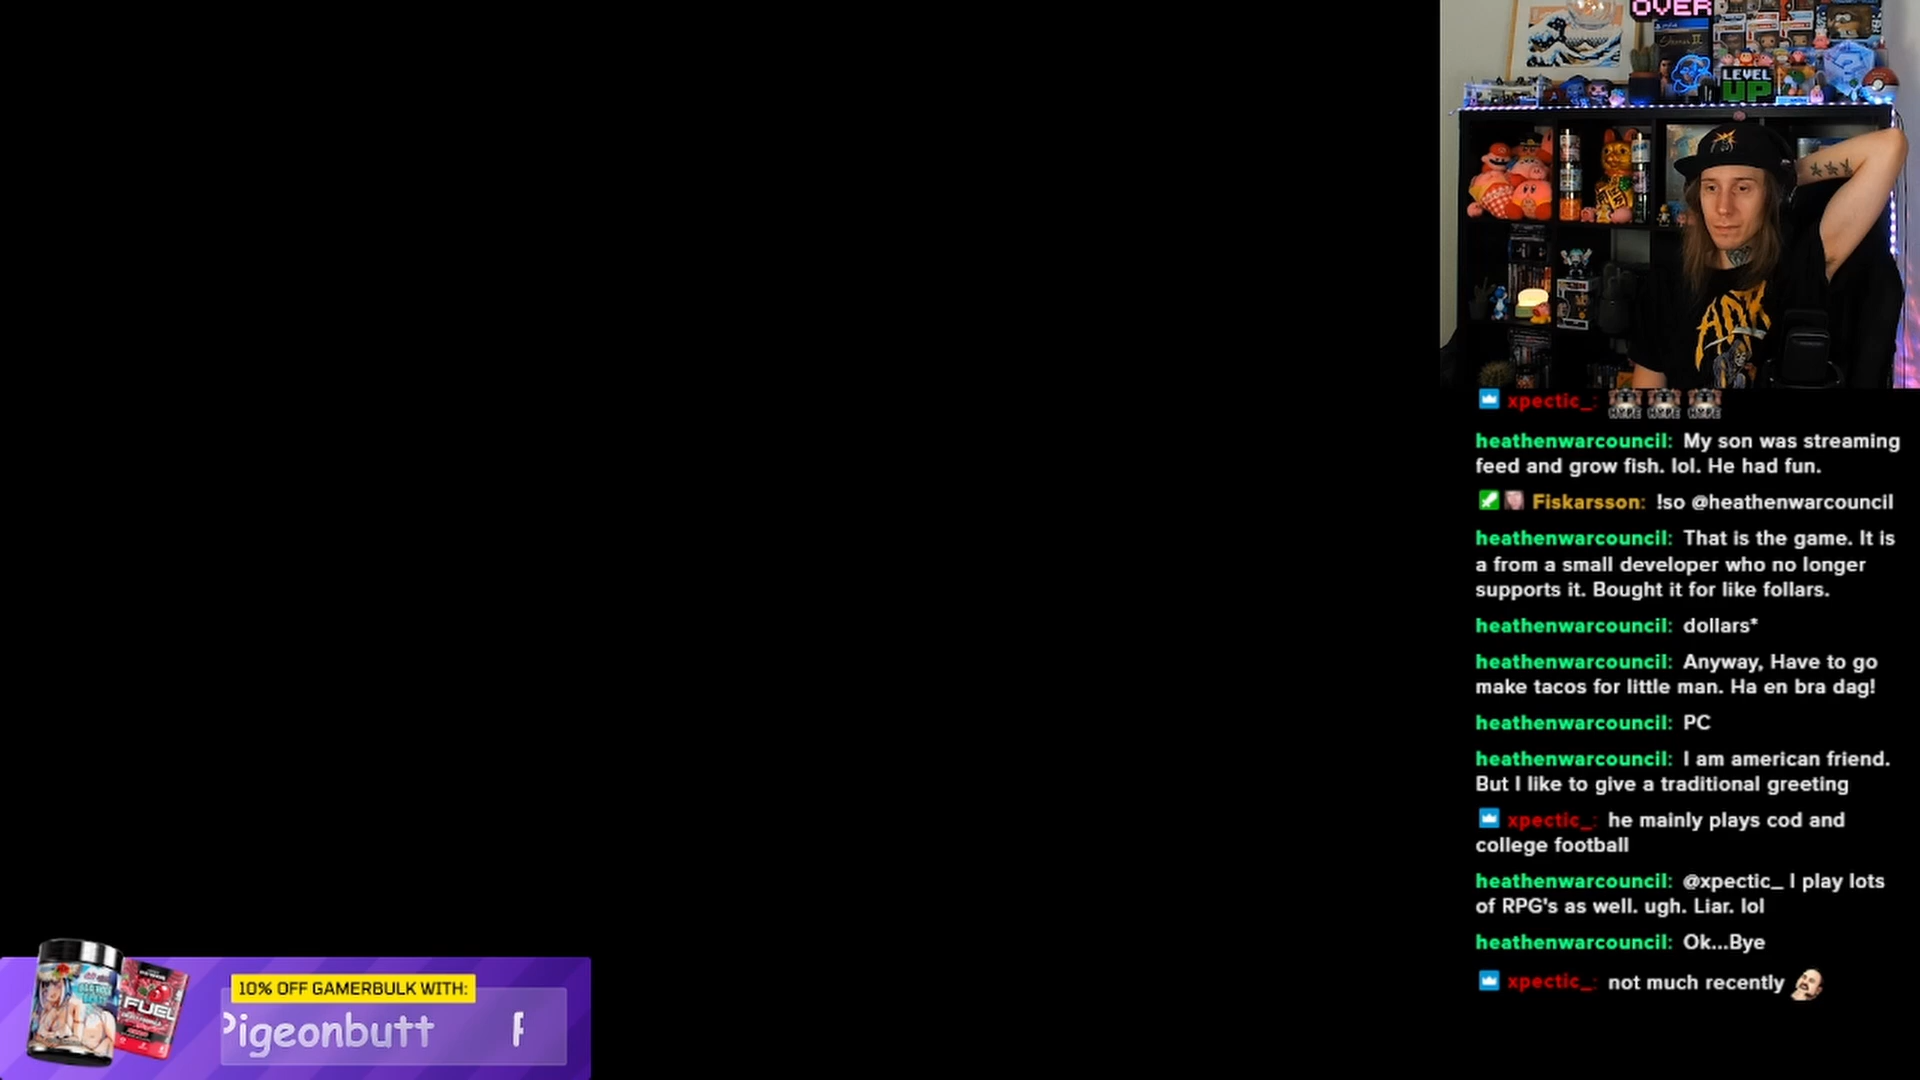 OVER
LEVEL
UP
xpectic_: HYPE HYPE HYPE
heathenwarcouncil: My son was streaming
feed and grow fish. lol. He had fun.
Fiskarsson: !so @heathenwarcouncil
heathenwarcouncil: That is the game. It is
a from a small developer who no longer
supports it. Bought it for like follars.
heathenwarcouncil: dollars*
heathenwarcouncil: Anyway, Have to go
make tacos for little man. Ha en bra dag!
heathenwarcouncil: PC
heathenwarcouncil: I am american friend.
But I like to give a traditional greeting
xpectic_: he mainly plays cod and
college football
heathenwarcouncil: @xpectic_ I play lots
of RPG's as well. ugh. Liar. lol
heathenwarcouncil: Ok...Bye
xpectic_: not much recently
10% OFF GAMERBULK WITH:
Pigeonbutt
FUEL